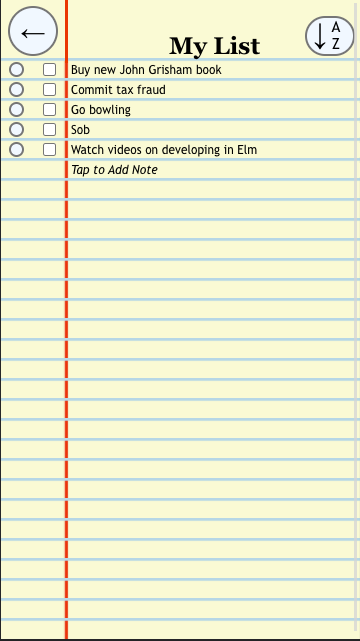 My List
A
Z
Buy new John Grisham book
Commit tax fraud
Go bowling
Sob
Watch videos on developing in Elm
Tap to Add Note